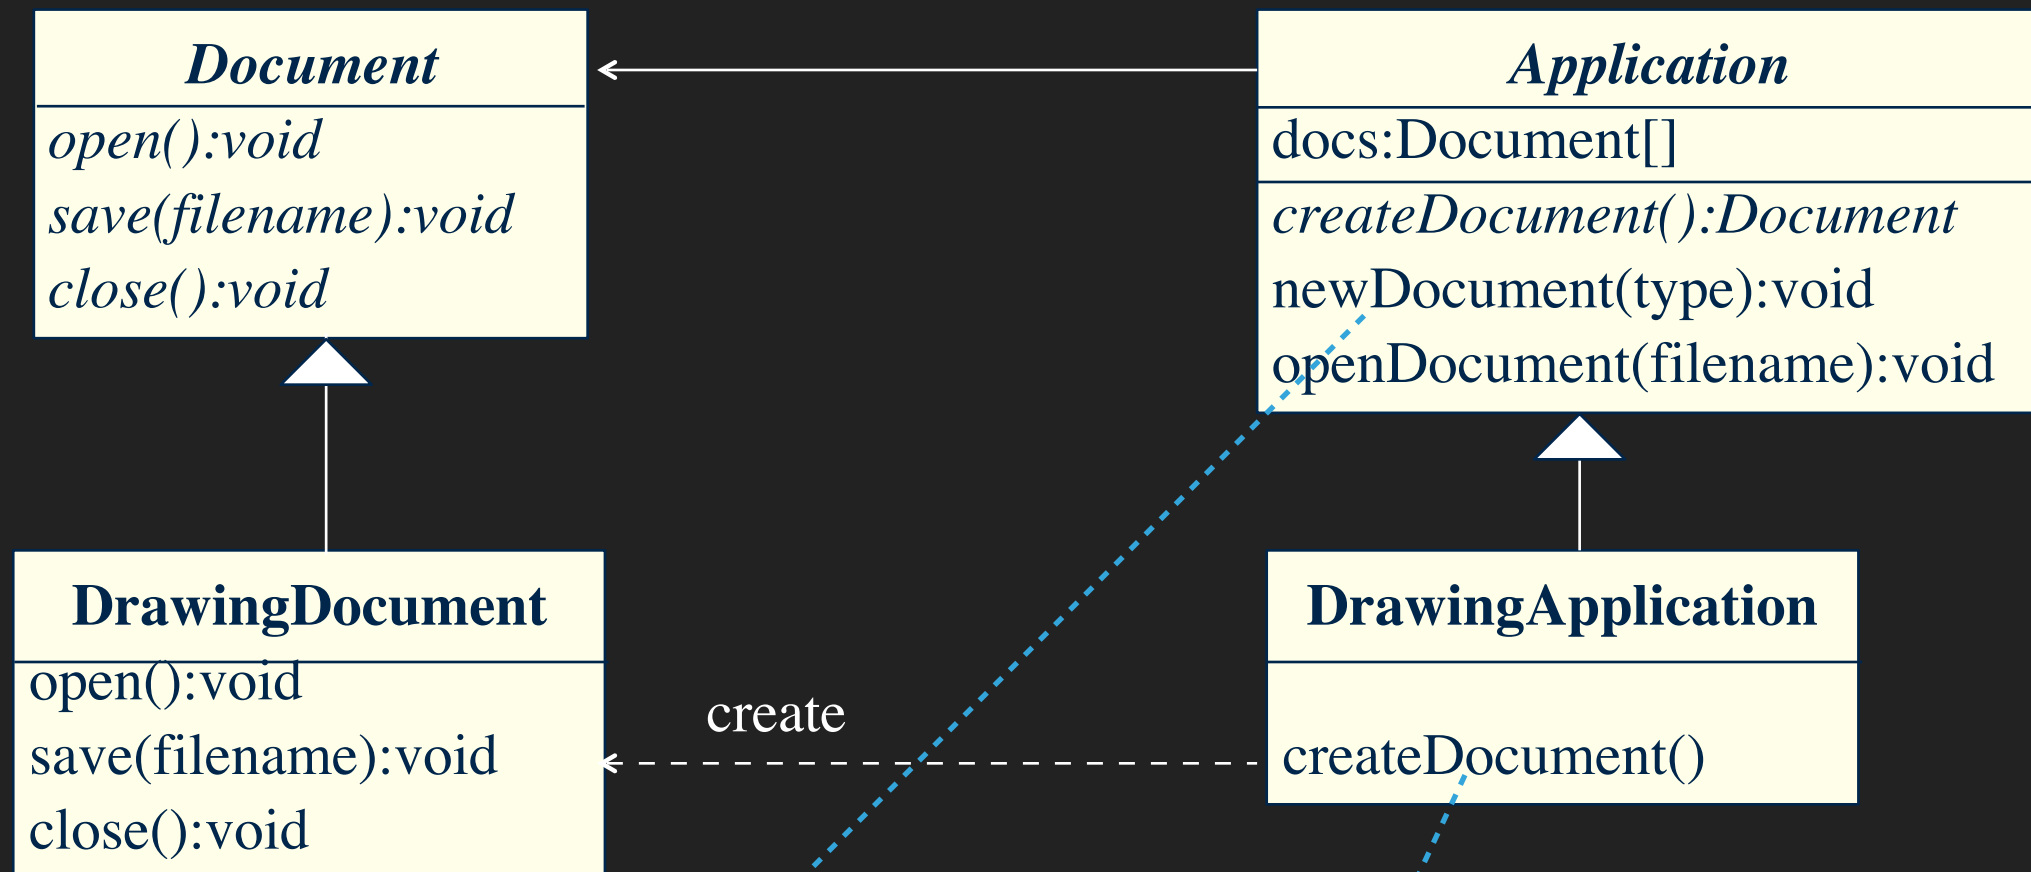 Document
open():void
save(filename):void
close():void
Application
docs:Document[]
createDocument():Document
newDocument(type):void
openDocument(filename):void
DrawingDocument
open():void
save(filename):void
close():void
create
DrawingApplication
createDocument()